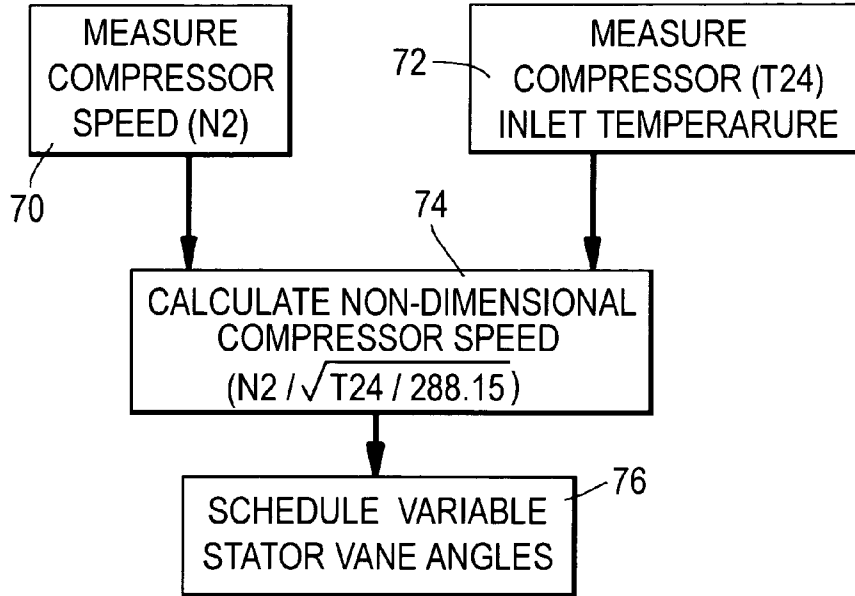 MEASURE
COMPRESSOR
SPEED (N2)
70
72
MEASURE
COMPRESSOR (T24)
INLET TEMPERARURE
74
CALCULATE NON-DIMENSIONAL
COMPRESSOR SPEED
(N2 / √T24 / 288.15)
76
SCHEDULE VARIABLE
STATOR VANE ANGLES